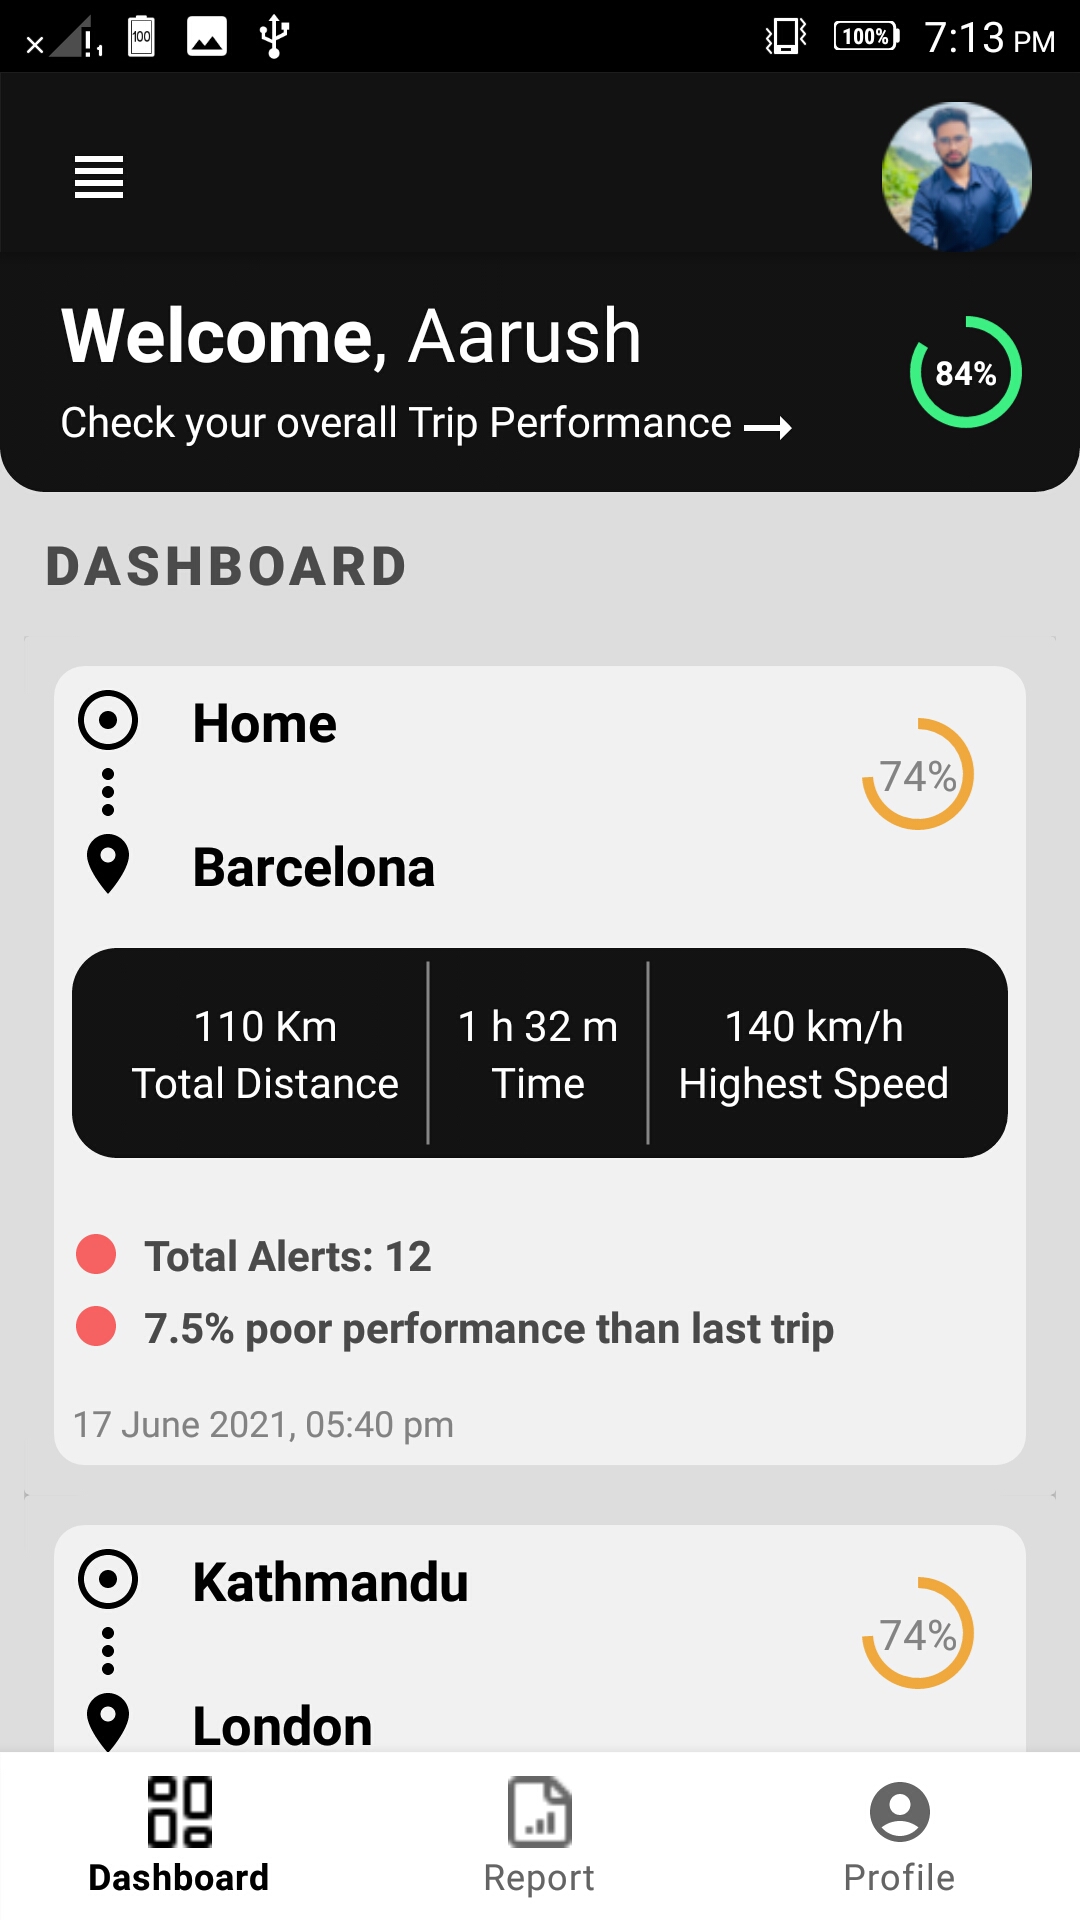 100 100% 7:13 PM
Welcome, Aarush
84%
Check your overall Trip Performance
DASHBOARD
Home
74%
Barcelona
110 Km 1 h 32 m 140 km/h
Total Distance Time Highest Speed
Total Alerts: 12
7.5% poor performance than last trip
17 June 2021, 05:40 pm
Kathmandu
74%
London
Dashboard Report Profile